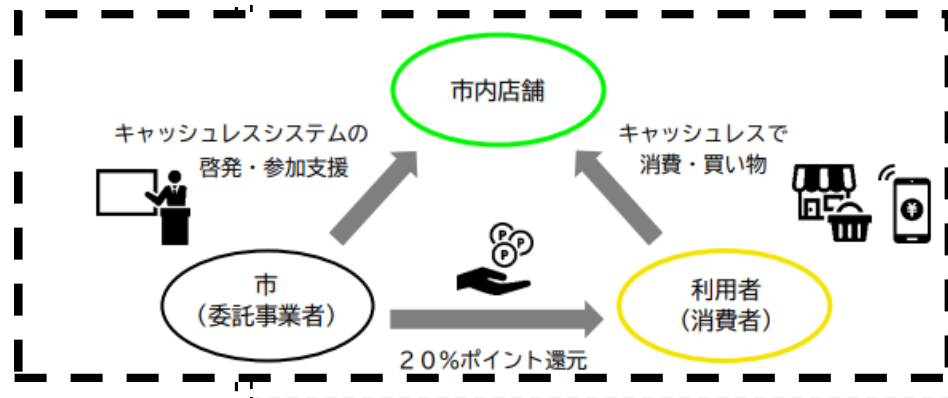 市内店舗
キャッシュレスシステムの
啓発・参加支援
キャッシュレスで
消費・買い物
¥
P
P
P
市
(委託事業者)
利用者
(消費者)
20%ポイント還元